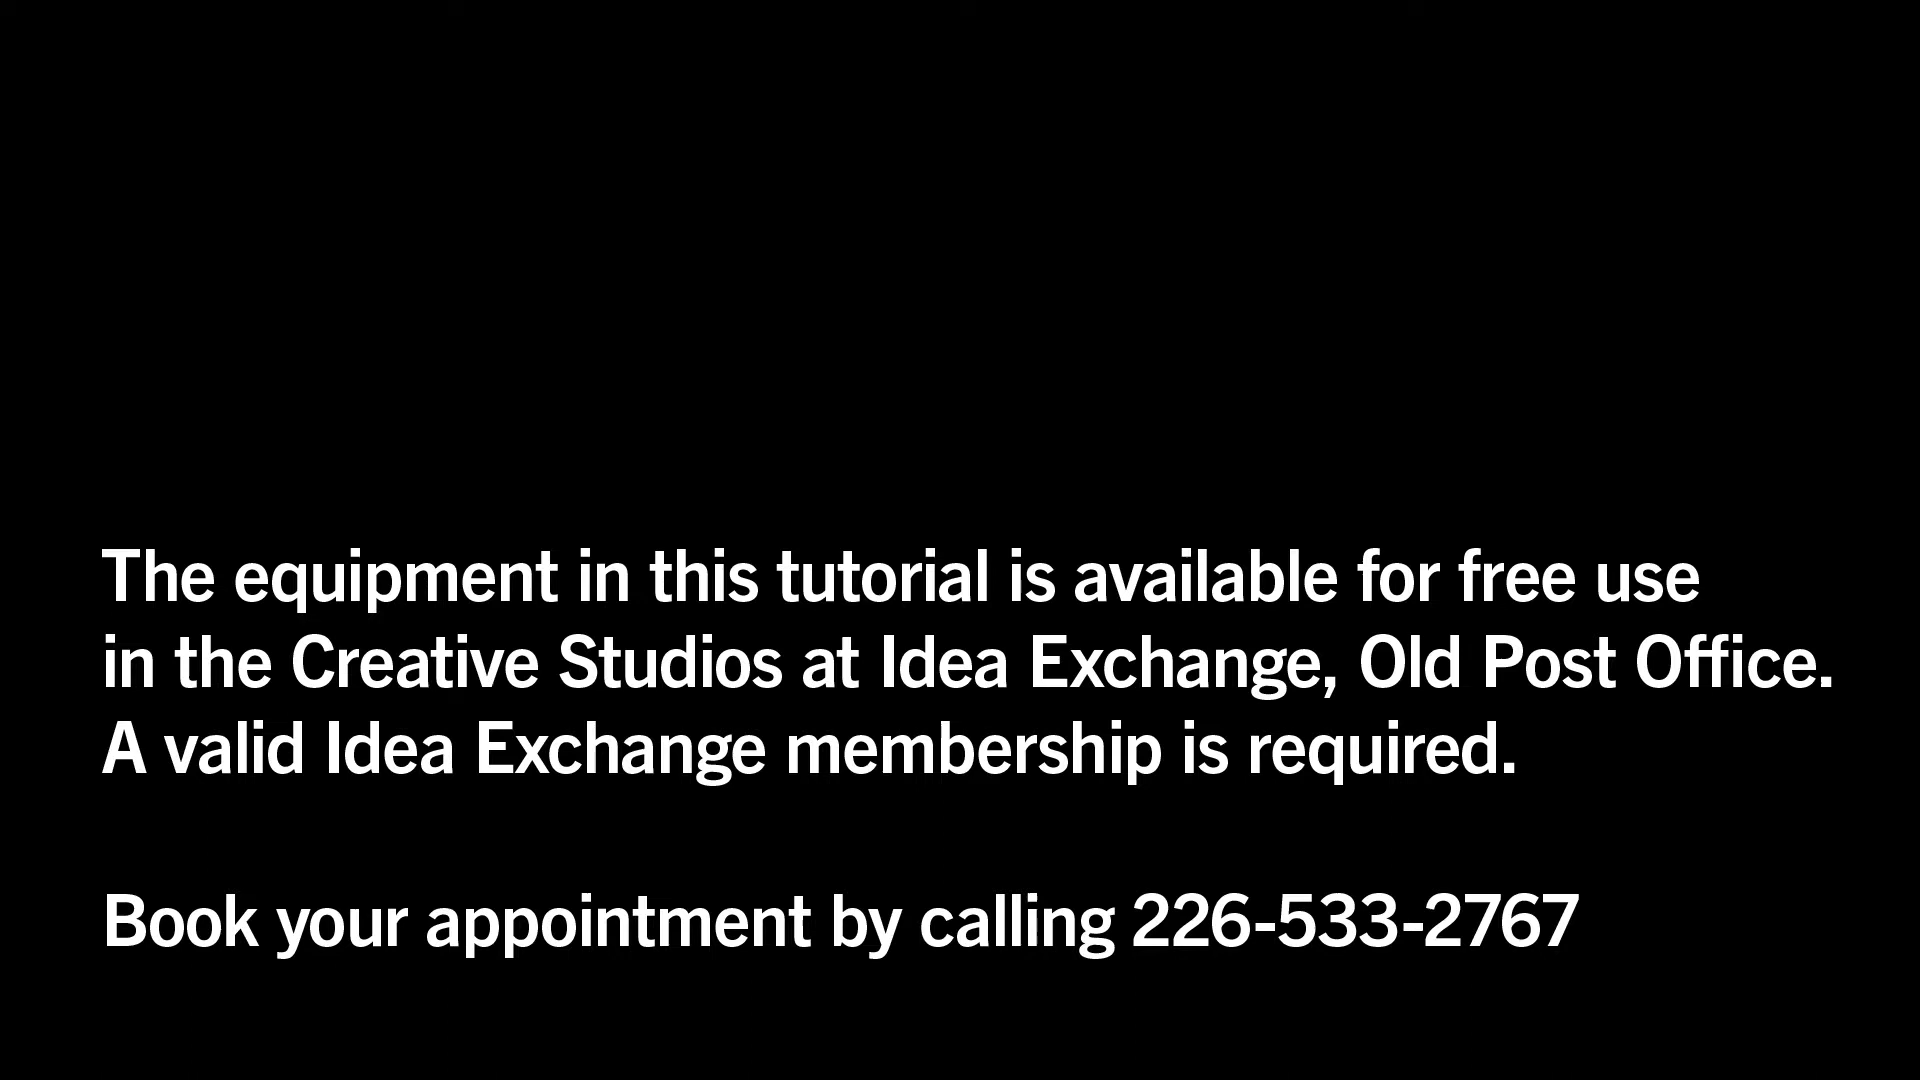 The equipment in this tutorial is available for free use
in the Creative Studios at Idea Exchange, Old Post Office.
A valid Idea Exchange membership is required.
Book your appointment by calling 226-533-2767